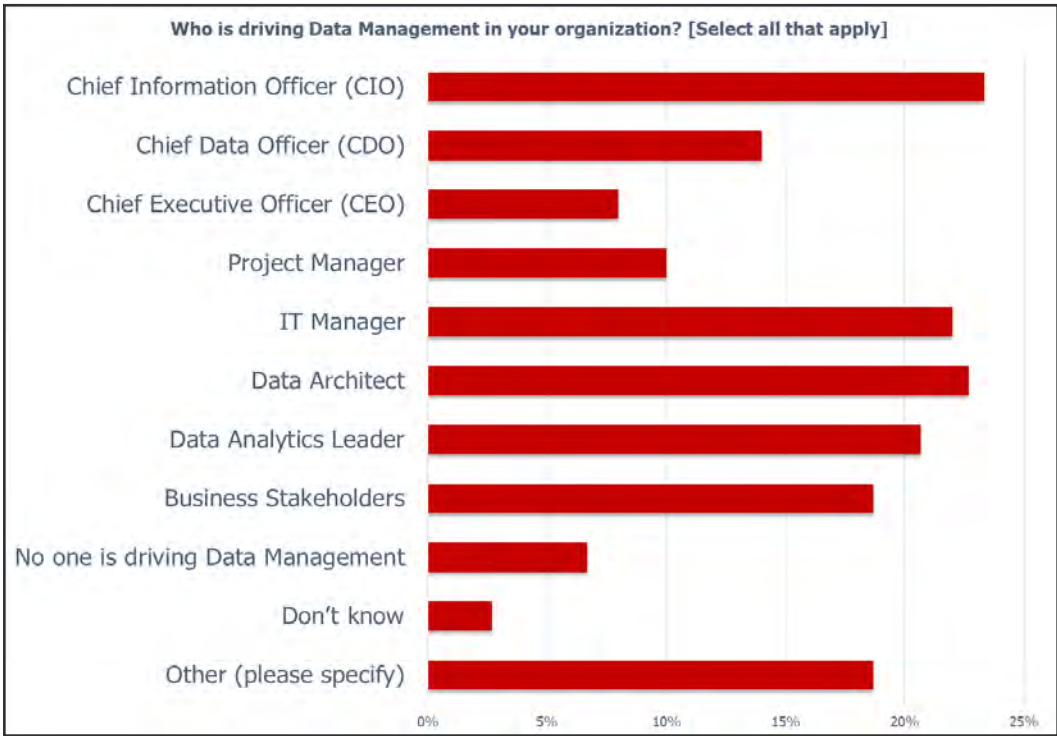 Who is driving Data Management in your organization? [Select all that apply]
Chief Information Officer (CIO)
Chief Data Officer (CDO)
Chief Executive Officer (CEO)
Project Manager
IT Manager
Data Architect
Data Analytics Leader
Business Stakeholders
No one is driving Data Management
Don’t know
Other (please specify)
0% 5% 10% 15% 20% 25%